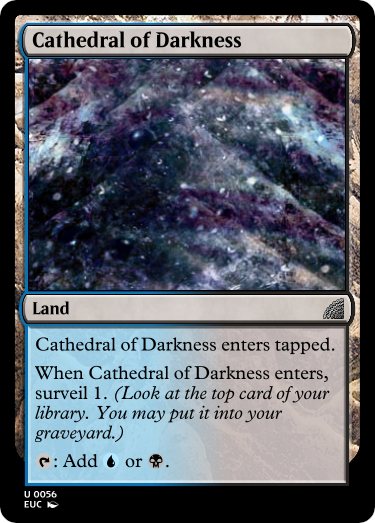 Cathedral of Darkness
Land
Cathedral of Darkness enters tapped.
When Cathedral of Darkness enters,
surveil 1. (Look at the top card of your
library. You may put it into your
graveyard.)
: Add or .
U 0056
EUC